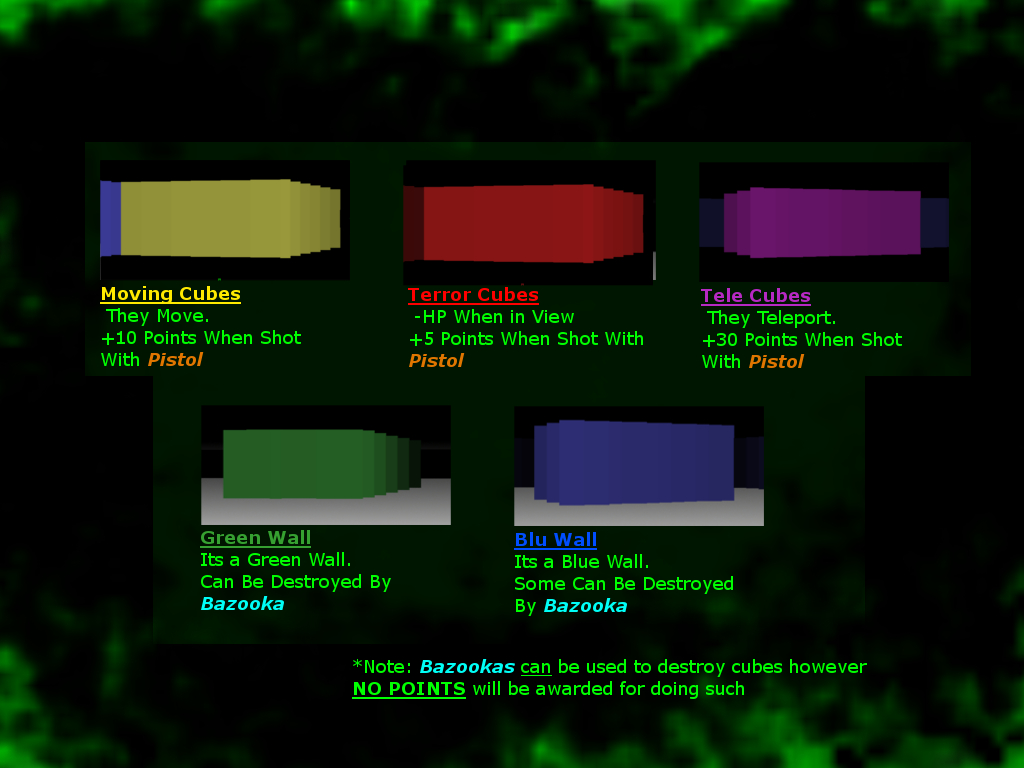 Moving Cubes
They Move.
+10 Points When Shot
With Pistol
Terror Cubes
-HP When in View
+5 Points When Shot With
Pistol
Tele Cubes
They Teleport.
+30 Points When Shot
With Pistol
Green Wall
Its a Green Wall.
Can Be Destroyed By
Bazooka
Blu Wall
Its a Blue Wall.
Some Can Be Destroyed
By Bazooka
*Note: Bazookas can be used to destroy cubes however
NO POINTS will be awarded for doing such